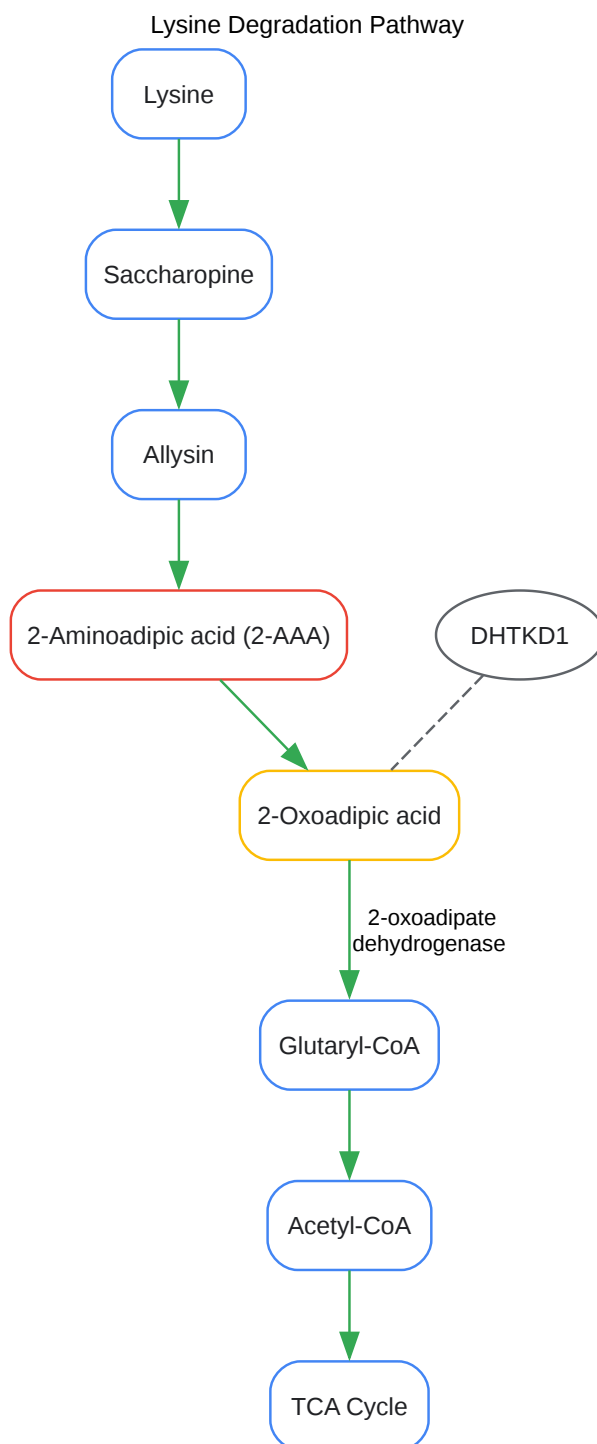 Lysine Degradation Pathway
Lysine
Saccharopine
Allysin
2-Aminoadipic acid (2-AAA)
DHTKD1
2-Oxoadipic acid
2-oxoadipate
dehydrogenase
Glutaryl-CoA
Acetyl-CoA
TCA Cycle